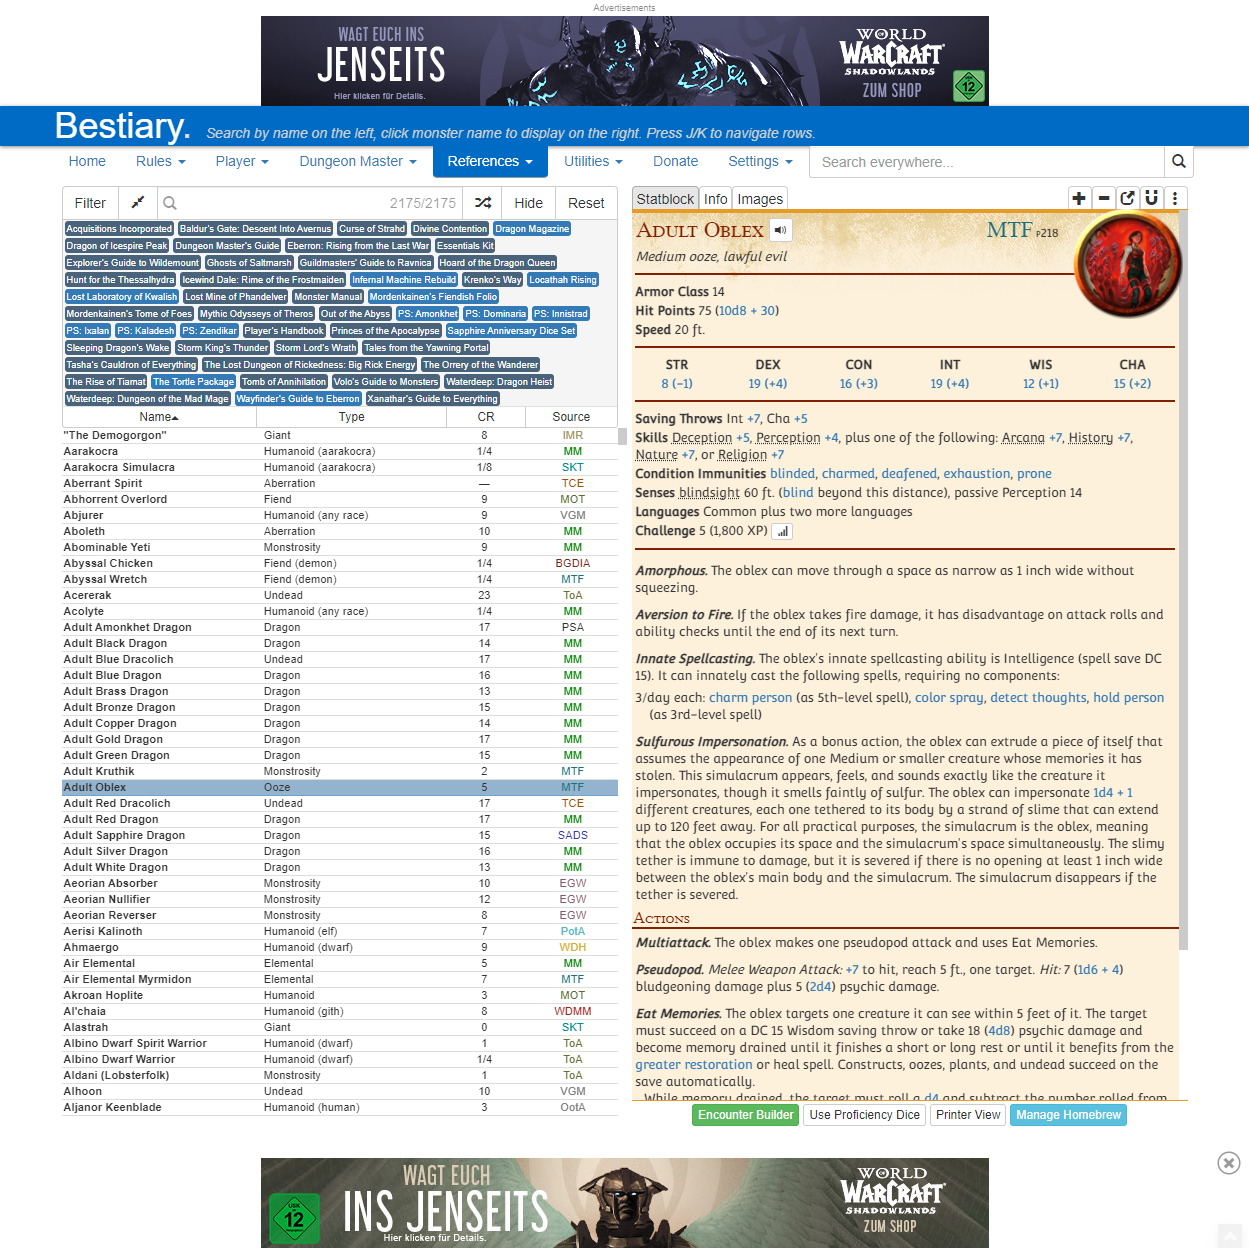 Advertisements
WAGT EUCH INS
JENSEITS
Hier klicken für Details.
WORLD
WARCRAFT
SHADOWLANDS
ZUM SHOP
12
Bestiary. Search by name on the left, click monster name to display on the right. Press J/K to navigate rows.
Home Rules Player Dungeon Master References Utilities Donate Settings Search everywhere...
Filter 2175/2175 Hide Reset
Acquisitions Incorporated Baldur's Gate: Descent Into Avernus Curse of Strahd Divine Contention Dragon Magazine
Dragon of Icespire Peak Dungeon Master's Guide Eberron: Rising from the Last War Essentials Kit
Explorer's Guide to Wildemount Ghosts of Saltmarsh Guildmasters' Guide to Ravnica Hoard of the Dragon Queen
Hunt for the Thessalhydra Icewind Dale: Rime of the Frostmaiden Infernal Machine Rebuild Krenko's Way Locathah Rising
Lost Laboratory of Kwalish Lost Mine of Phandelver Monster Manual Mordenkainen's Fiendish Folio
Mordenkainen's Tome of Foes Mythic Odysseys of Theros Out of the Abyss PS: Amonkhet PS: Dominaria PS: Innistrad
PS: Ixalan PS: Kaladesh PS: Zendikar Player's Handbook Princes of the Apocalypse Sapphire Anniversary Dice Set
Sleeping Dragon's Wake Storm King's Thunder Storm Lord's Wrath Tales from the Yawning Portal
Tasha's Cauldron of Everything The Lost Dungeon of Rickedness: Big Rick Energy The Orrery of the Wanderer
The Rise of Tiamat The Tortle Package Tomb of Annihilation Volo's Guide to Monsters Waterdeep: Dragon Heist
Waterdeep: Dungeon of the Mad Mage Wayfinder's Guide to Eberron Xanathar's Guide to Everything
Name Type CR Source
"The Demogorgon" Giant 8 IMR
Aarakocra Humanoid (aarakocra) 1/4 MM
Aarakocra Simulacra Humanoid (aarakocra) 1/8 SKT
Aberrant Spirit Aberration — TCE
Abhorrent Overlord Fiend 9 MOT
Abjurer Humanoid (any race) 9 VGM
Aboleth Aberration 10 MM
Abominable Yeti Monstrosity 9 MM
Abyssal Chicken Fiend (demon) 1/4 BGDIA
Abyssal Wretch Fiend (demon) 1/4 MTF
Acererak Undead 23 ToA
Acolyte Humanoid (any race) 1/4 MM
Adult Amonkhet Dragon Dragon 17 PSA
Adult Black Dragon Dragon 14 MM
Adult Blue Dracolich Undead 17 MM
Adult Blue Dragon Dragon 16 MM
Adult Brass Dragon Dragon 13 MM
Adult Bronze Dragon Dragon 15 MM
Adult Copper Dragon Dragon 14 MM
Adult Gold Dragon Dragon 17 MM
Adult Green Dragon Dragon 15 MM
Adult Kruthik Monstrosity 2 MTF
Adult Oblex Ooze 5 MTF
Adult Red Dracolich Undead 17 TCE
Adult Red Dragon Dragon 17 MM
Adult Sapphire Dragon Dragon 15 SADS
Adult Silver Dragon Dragon 16 MM
Adult White Dragon Dragon 13 MM
Aeorian Absorber Monstrosity 10 EGW
Aeorian Nullifier Monstrosity 12 EGW
Aeorian Reverser Monstrosity 8 EGW
Aerisi Kalinoth Humanoid (elf) 7 PotA
Ahmaergo Humanoid (dwarf) 9 WDH
Air Elemental Elemental 5 MM
Air Elemental Myrmidon Elemental 7 MTF
Akroan Hoplite Humanoid 3 MOT
Al'chaia Humanoid (gith) 8 WDMM
Alastrah Giant 0 SKT
Albino Dwarf Spirit Warrior Humanoid (dwarf) 1 ToA
Albino Dwarf Warrior Humanoid (dwarf) 1/4 ToA
Aldani (Lobsterfolk) Monstrosity 1 ToA
Alhoon Undead 10 VGM
Aljanor Keenblade Humanoid (human) 3 OotA
Statblock Info Images
Adult Oblex MTF p218
Medium ooze, lawful evil
Armor Class 14
Hit Points 75 (10d8 + 30)
Speed 20 ft.
STR DEX CON INT WIS CHA
8 (−1) 19 (+4) 16 (+3) 19 (+4) 12 (+1) 15 (+2)
Saving Throws Int +7, Cha +5
Skills Deception +5, Perception +4, plus one of the following: Arcana +7, History +7,
Nature +7, or Religion +7
Condition Immunities blinded, charmed, deafened, exhaustion, prone
Senses blindsight 60 ft. (blind beyond this distance), passive Perception 14
Languages Common plus two more languages
Challenge 5 (1,800 XP)
Amorphous. The oblex can move through a space as narrow as 1 inch wide without
squeezing.
Aversion to Fire. If the oblex takes fire damage, it has disadvantage on attack rolls and
ability checks until the end of its next turn.
Innate Spellcasting. The oblex's innate spellcasting ability is Intelligence (spell save DC
15). It can innately cast the following spells, requiring no components:
3/day each: charm person (as 5th-level spell), color spray, detect thoughts, hold person
(as 3rd-level spell)
Sulfurous Impersonation. As a bonus action, the oblex can extrude a piece of itself that
assumes the appearance of one Medium or smaller creature whose memories it has
stolen. This simulacrum appears, feels, and sounds exactly like the creature it
impersonates, though it smells faintly of sulfur. The oblex can impersonate 1d4 + 1
different creatures, each one tethered to its body by a strand of slime that can extend
up to 120 feet away. For all practical purposes, the simulacrum is the oblex, meaning
that the oblex occupies its space and the simulacrum's space simultaneously. The slimy
tether is immune to damage, but it is severed if there is no opening at least 1 inch wide
between the oblex's main body and the simulacrum. The simulacrum disappears if the
tether is severed.
Actions
Multiattack. The oblex makes one pseudopod attack and uses Eat Memories.
Pseudopod. Melee Weapon Attack: +7 to hit, reach 5 ft., one target. Hit: 7 (1d6 + 4)
bludgeoning damage plus 5 (2d4) psychic damage.
Eat Memories. The oblex targets one creature it can see within 5 feet of it. The target
must succeed on a DC 15 Wisdom saving throw or take 18 (4d8) psychic damage and
become memory drained until it finishes a short or long rest or until it benefits from the
greater restoration or heal spell. Constructs, oozes, plants, and undead succeed on the
save automatically.
While memory drained, the target must roll a d4 and subtract the number rolled from
Encounter Builder Use Proficiency Dice Printer View Manage Homebrew
WAGT EUCH
INS JENSEITS
Hier klicken für Details.
12
WORLD
WARCRAFT
SHADOWLANDS
ZUM SHOP